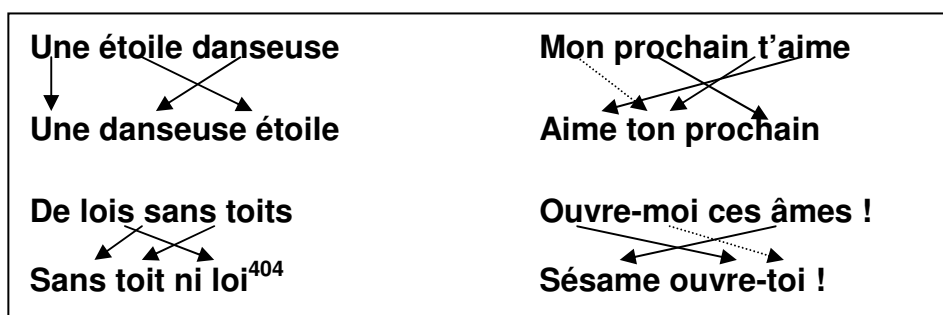 Une étoile danseuse
Une danseuse étoile
De lois sans toits
Sans toit ni loi404
Mon prochain t’aime
Aime ton prochain
Ouvre-moi ces âmes !
Sésame ouvre-toi !